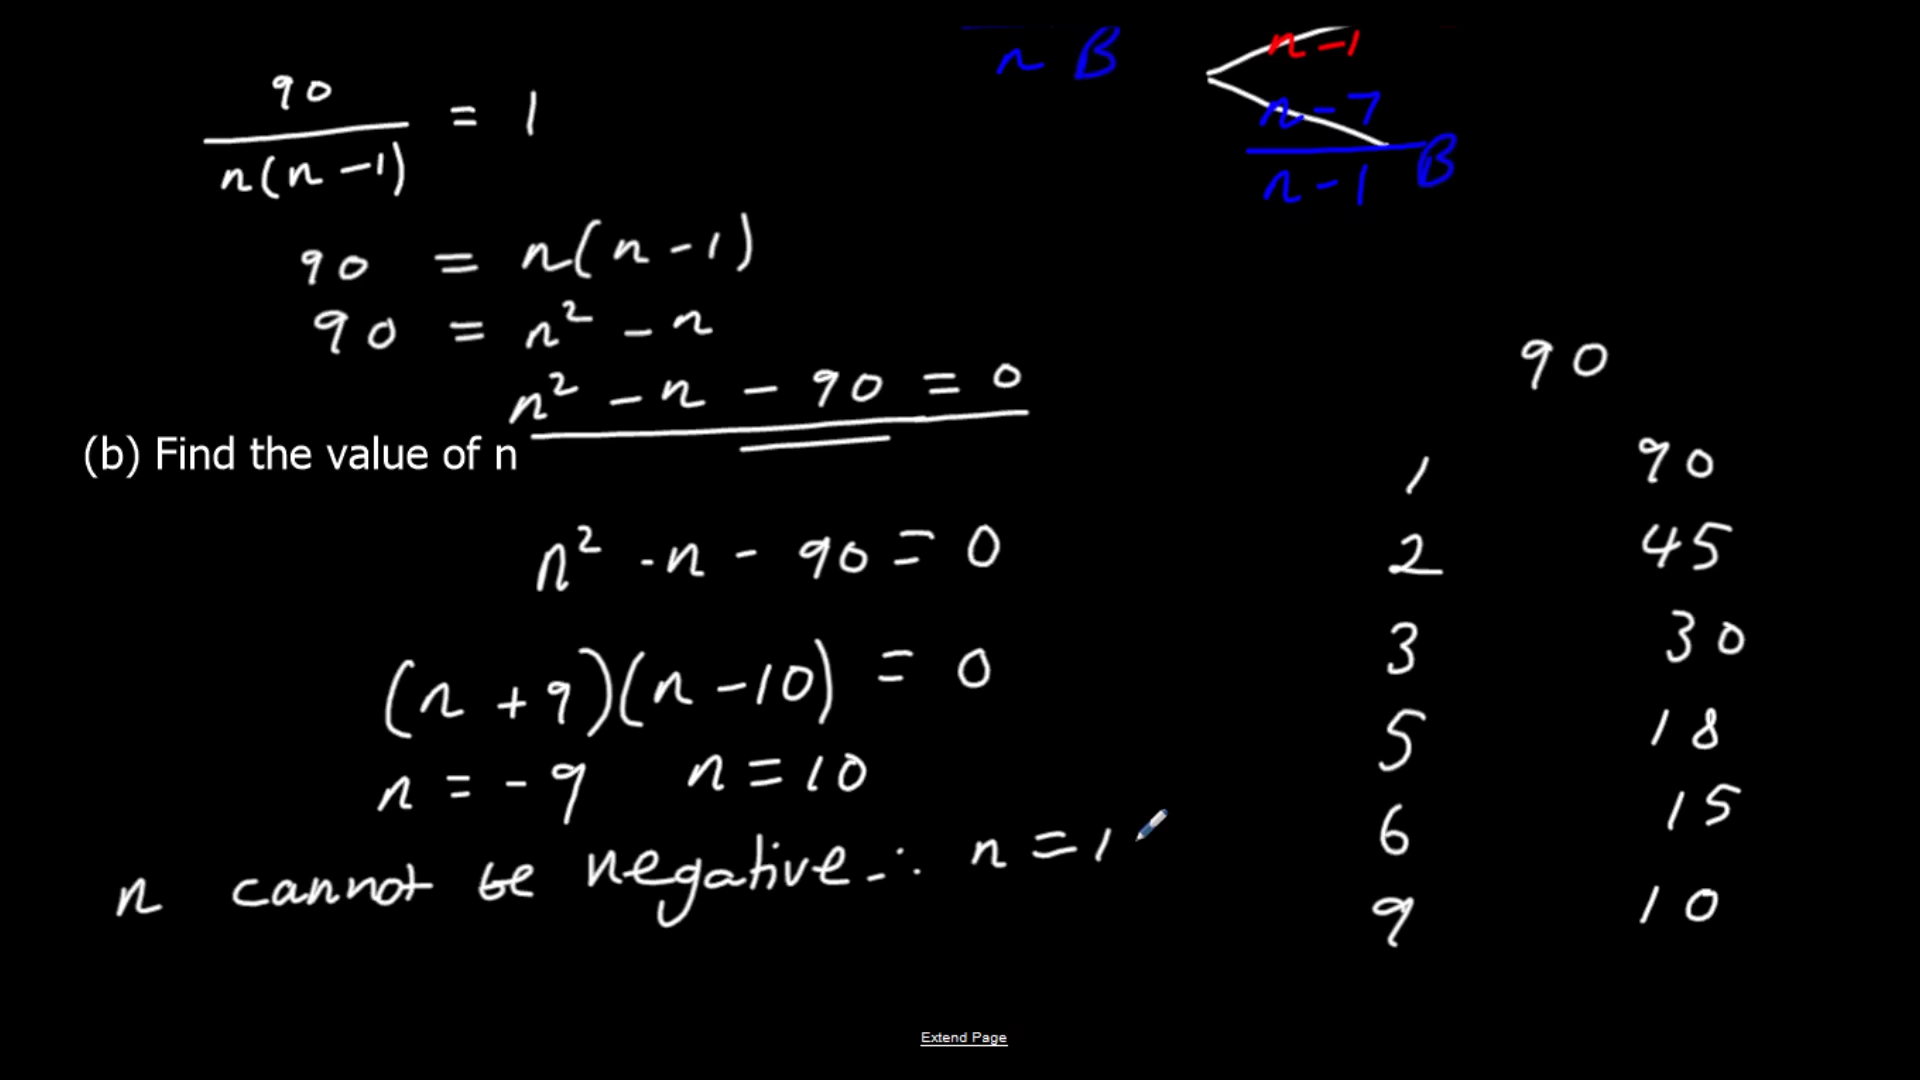 n B
n - 1
n - 7
n - 1 B
90
n(n - 1)
= 1
90 = n(n - 1)
90 = n² - n
n² - n - 90 = 0
(b) Find the value of n
n² - n - 90 = 0
(n + 9)(n - 10) = 0
n = - 9 n = 10
n cannot be negative ∴ n = 1
90
1 90
2 45
3 30
5 18
6 15
9 10
Extend Page